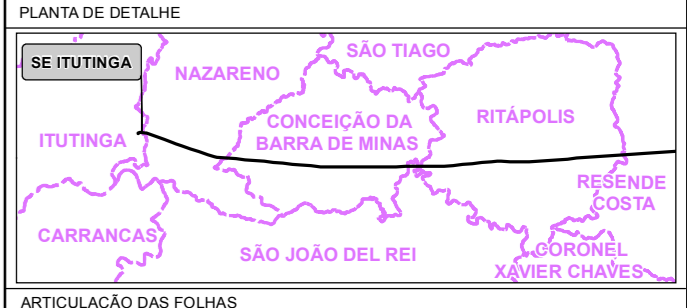 PLANTA DE DETALHE
SE ITUTINGA
SÃO TIAGO
NAZARENO
CONCEIÇÃO DA
BARRA DE MINAS
RITÁPOLIS
ITUTINGA
RESENDE
COSTA
CARRANCAS
SÃO JOÃO DEL REI
CORONEL
XAVIER CHAVES
ARTICULAÇÃO DAS FOLHAS